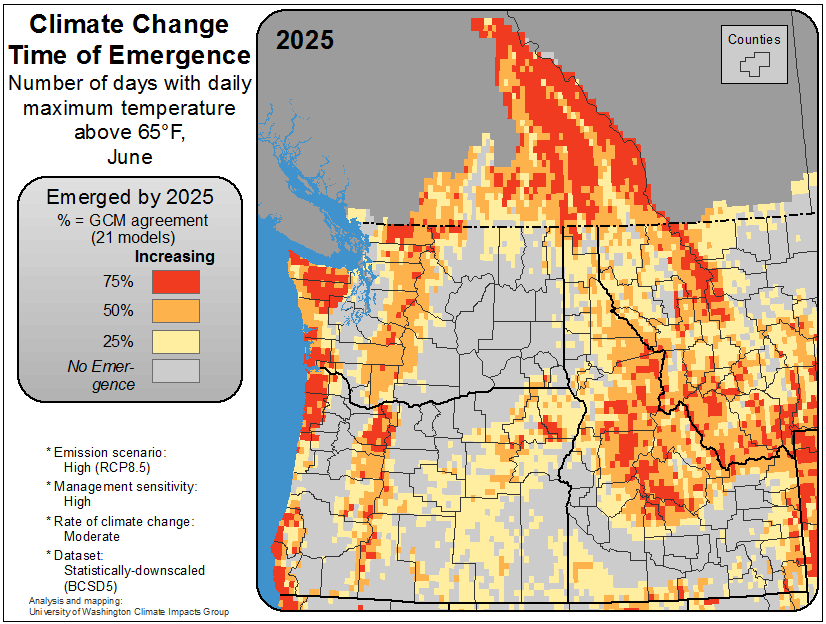 Climate Change
Time of Emergence
Number of days with daily
maximum temperature
above 65°F,
June
Emerged by 2025
% = GCM agreement
(21 models)
Increasing
75%
50%
25%
No Emer-
gence
* Emission scenario:
High (RCP8.5)
* Management sensitivity:
High
* Rate of climate change:
Moderate
* Dataset:
Statistically-downscaled
(BCSD5)
Analysis and mapping:
University of Washington Climate Impacts Group
2025
Counties